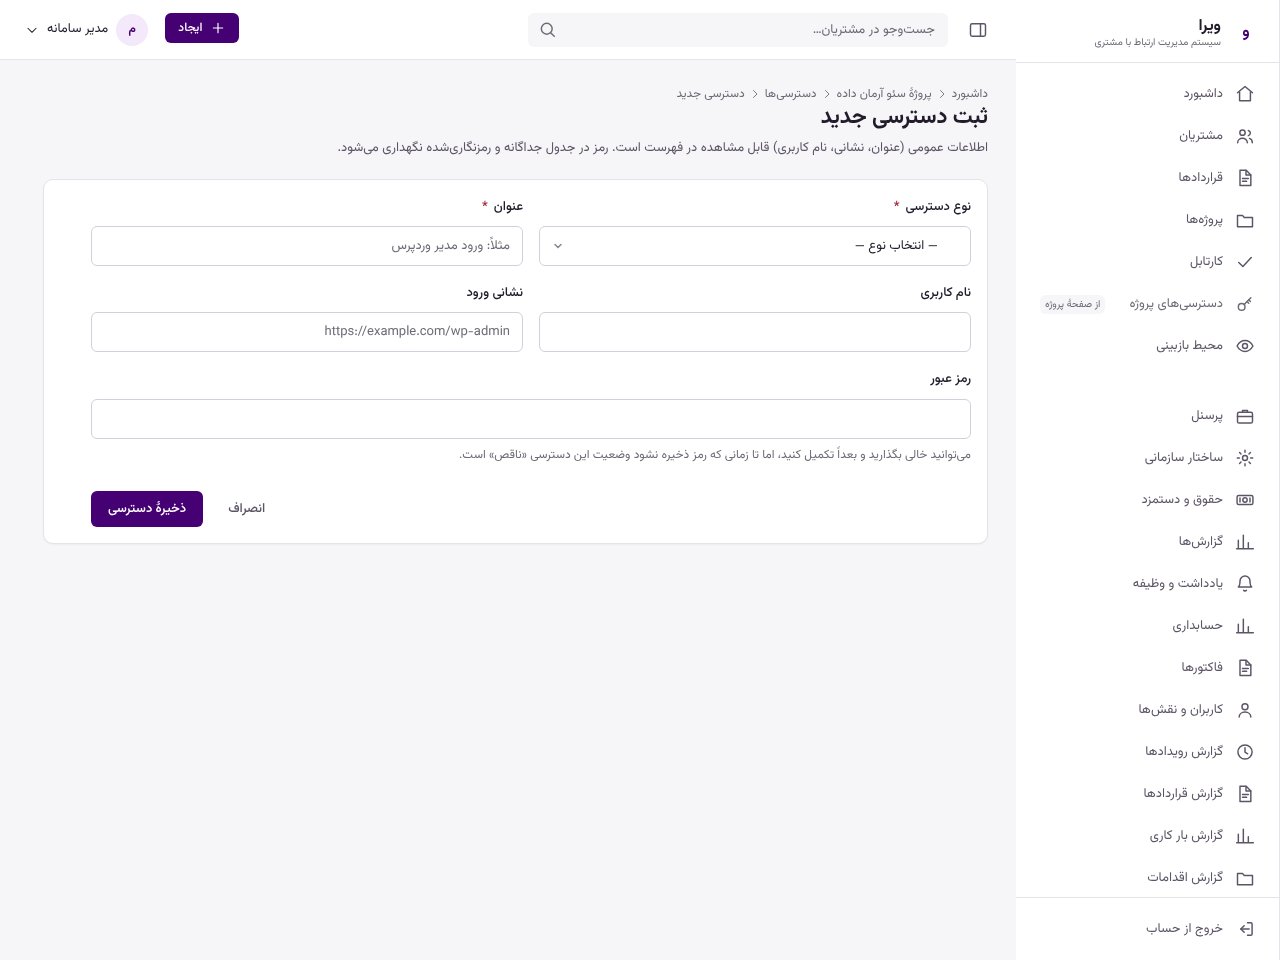 و
ویرا
سیستم مدیریت ارتباط با مشتری
داشبورد
مشتریان
قراردادها
پروژه‌ها
کارتابل
دسترسی‌های پروژه
از صفحهٔ پروژه
محیط بازبینی
پرسنل
ساختار سازمانی
حقوق و دستمزد
گزارش‌ها
یادداشت و وظیفه
حسابداری
فاکتورها
کاربران و نقش‌ها
گزارش رویدادها
گزارش قراردادها
گزارش بار کاری
گزارش اقدامات
خروج از حساب
جست‌وجو در مشتریان...
ایجاد
م
مدیر سامانه
داشبورد
پروژهٔ سئو آرمان داده
دسترسی‌ها
دسترسی جدید
ثبت دسترسی جدید
اطلاعات عمومی (عنوان، نشانی، نام کاربری) قابل مشاهده در فهرست است. رمز در جدول جداگانه و رمزنگاری‌شده نگهداری می‌شود.
نوع دسترسی *
— انتخاب نوع —
عنوان *
مثلاً: ورود مدیر وردپرس
نام کاربری
نشانی ورود
https://example.com/wp-admin
رمز عبور
می‌توانید خالی بگذارید و بعداً تکمیل کنید، اما تا زمانی که رمز ذخیره نشود وضعیت این دسترسی «ناقص» است.
انصراف
ذخیرهٔ دسترسی